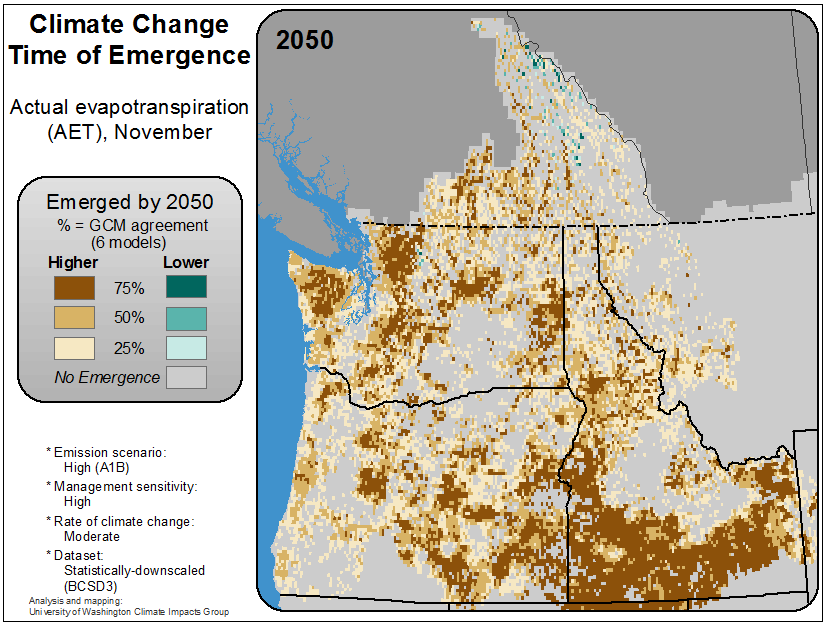 Climate Change
Time of Emergence
Actual evapotranspiration
(AET), November
Emerged by 2050
% = GCM agreement
(6 models)
Higher Lower
75%
50%
25%
No Emergence
* Emission scenario:
High (A1B)
* Management sensitivity:
High
* Rate of climate change:
Moderate
* Dataset:
Statistically-downscaled
(BCSD3)
Analysis and mapping:
University of Washington Climate Impacts Group
2050